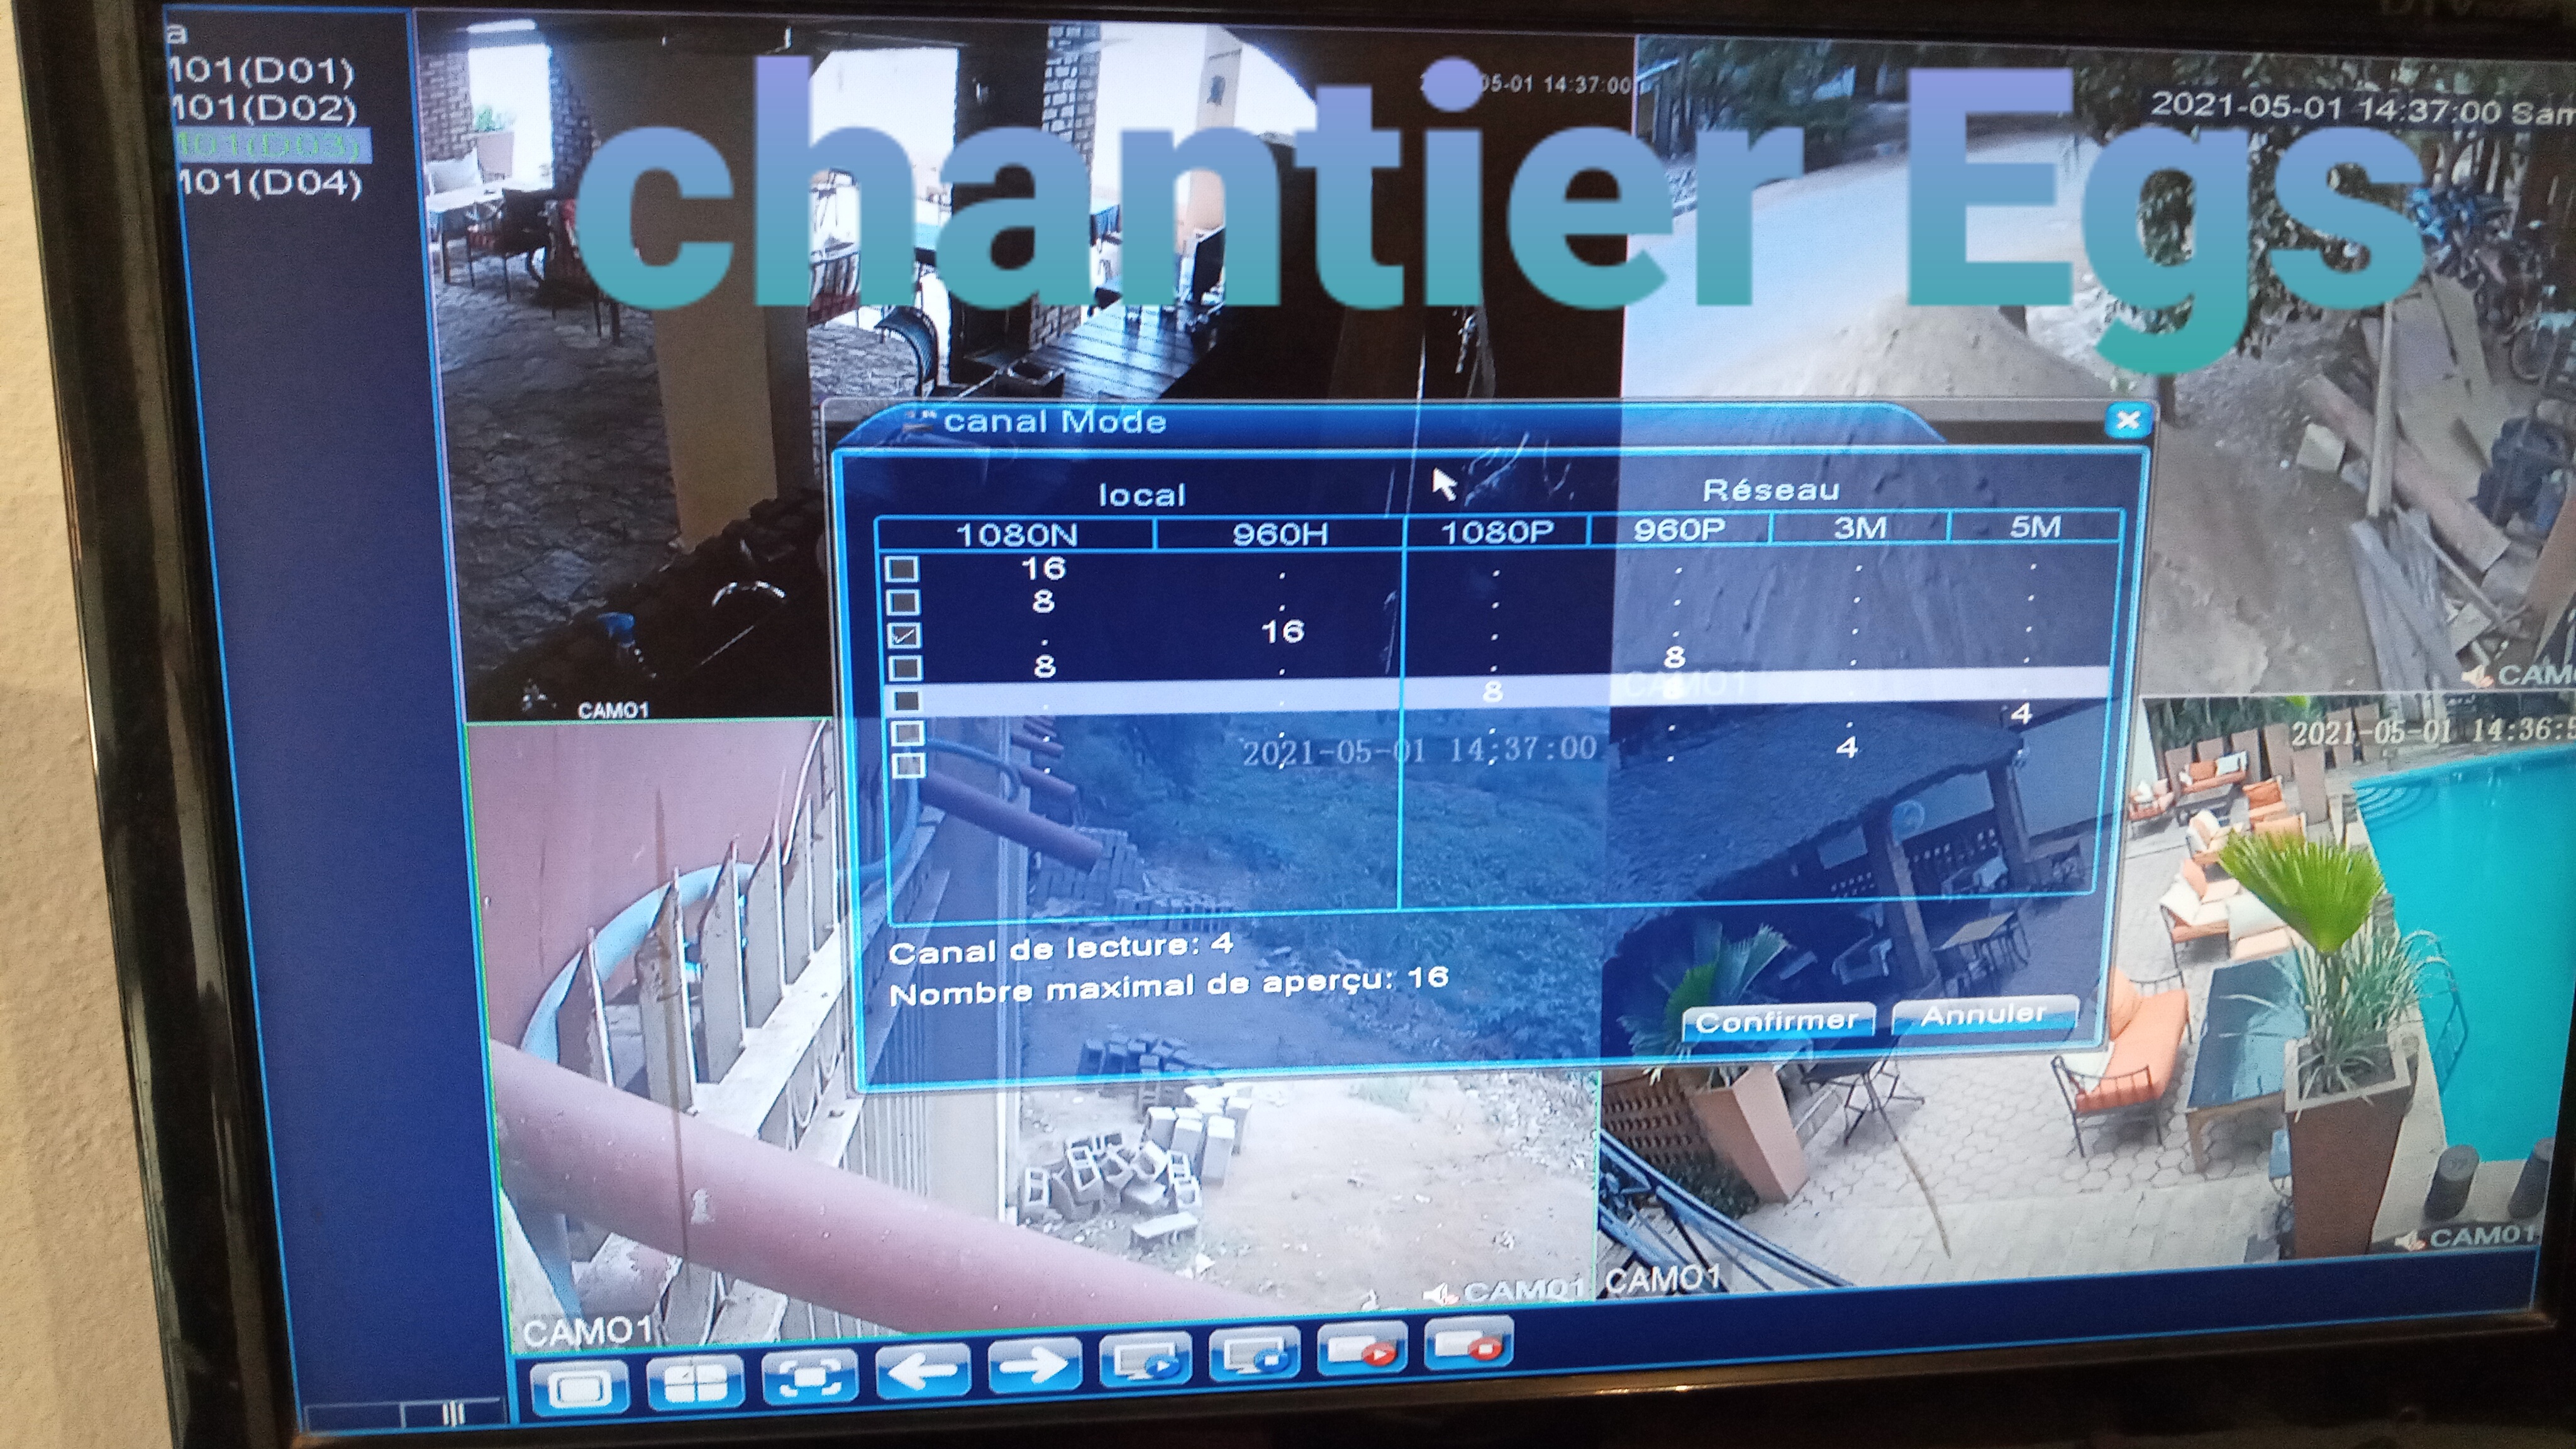 chantier Egs
a
101(D01)
101(D02)
101(D03)
101(D04)
05-01 14:37:00
2021-05-01 14:37:00 Sam
canal Mode
local Réseau
1080N 960H 1080P 960P 3M 5M
16 . . . . .
8 . . . . .
. 16 . . . .
8 . . 8 . .
. . 8 . .
. . . . . 4
. . . . 4 .
2021-05-01 14:37:00
2021-05-01 14:36:5
Canal de lecture: 4
Nombre maximal de aperçu: 16
Confirmer Annuler
CAM01
CAM
CAM01
CAM01
CAM01
CAM01
CAM01